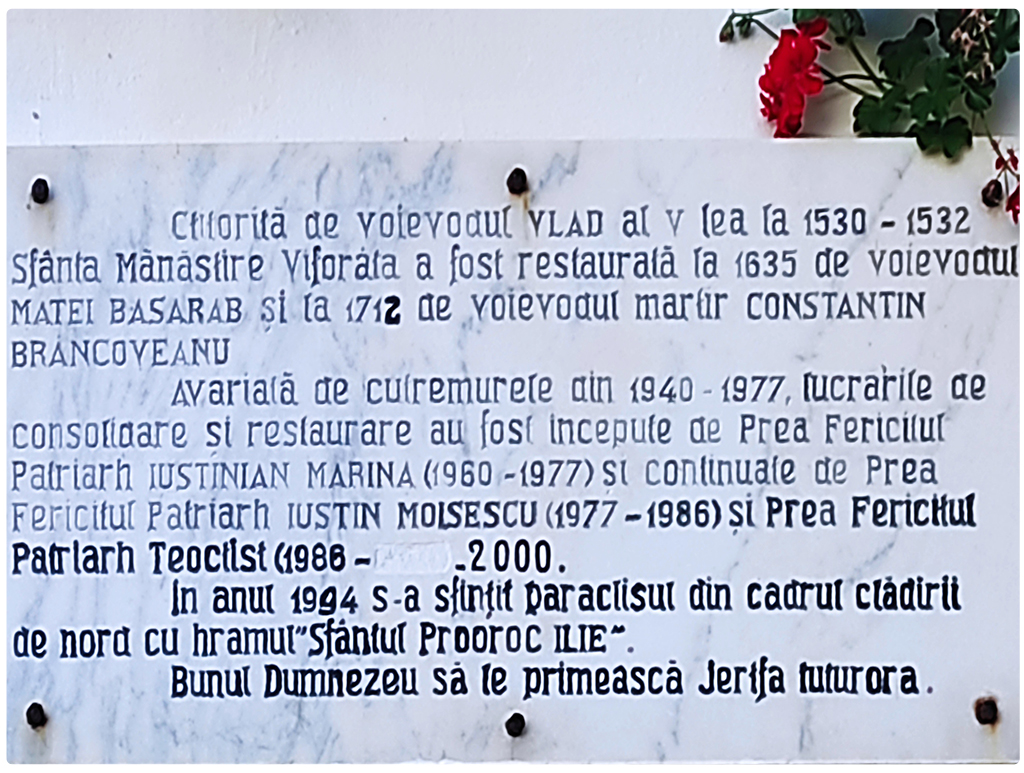 Ctitorită de voievodul VLAD al V lea la 1530 - 1532
Sfânta Mănăstire Viforâta a fost restaurată la 1635 de voievodul
MATEI BASARAB și la 1712 de voievodul martir CONSTANTIN
BRÂNCOVEANU
Avariată de cutremurele din 1940 - 1977, lucrările de
consolidare și restaurare au fost începute de Prea Fericitul
Patriarh IUSTINIAN MARINA (1960 - 1977) și continuate de Prea
Fericitul Patriarh IUSTIN MOISESCU (1977 - 1986) și Prea Fericitul
Patriarh Teoctist (1986 - - 2000.
În anul 1994 s-a sfințit paraclisul din cadrul clădirii
de nord cu hramul "Sfântul Prooroc ILIE".
Bunul Dumnezeu să le primească Jertfa tuturora.